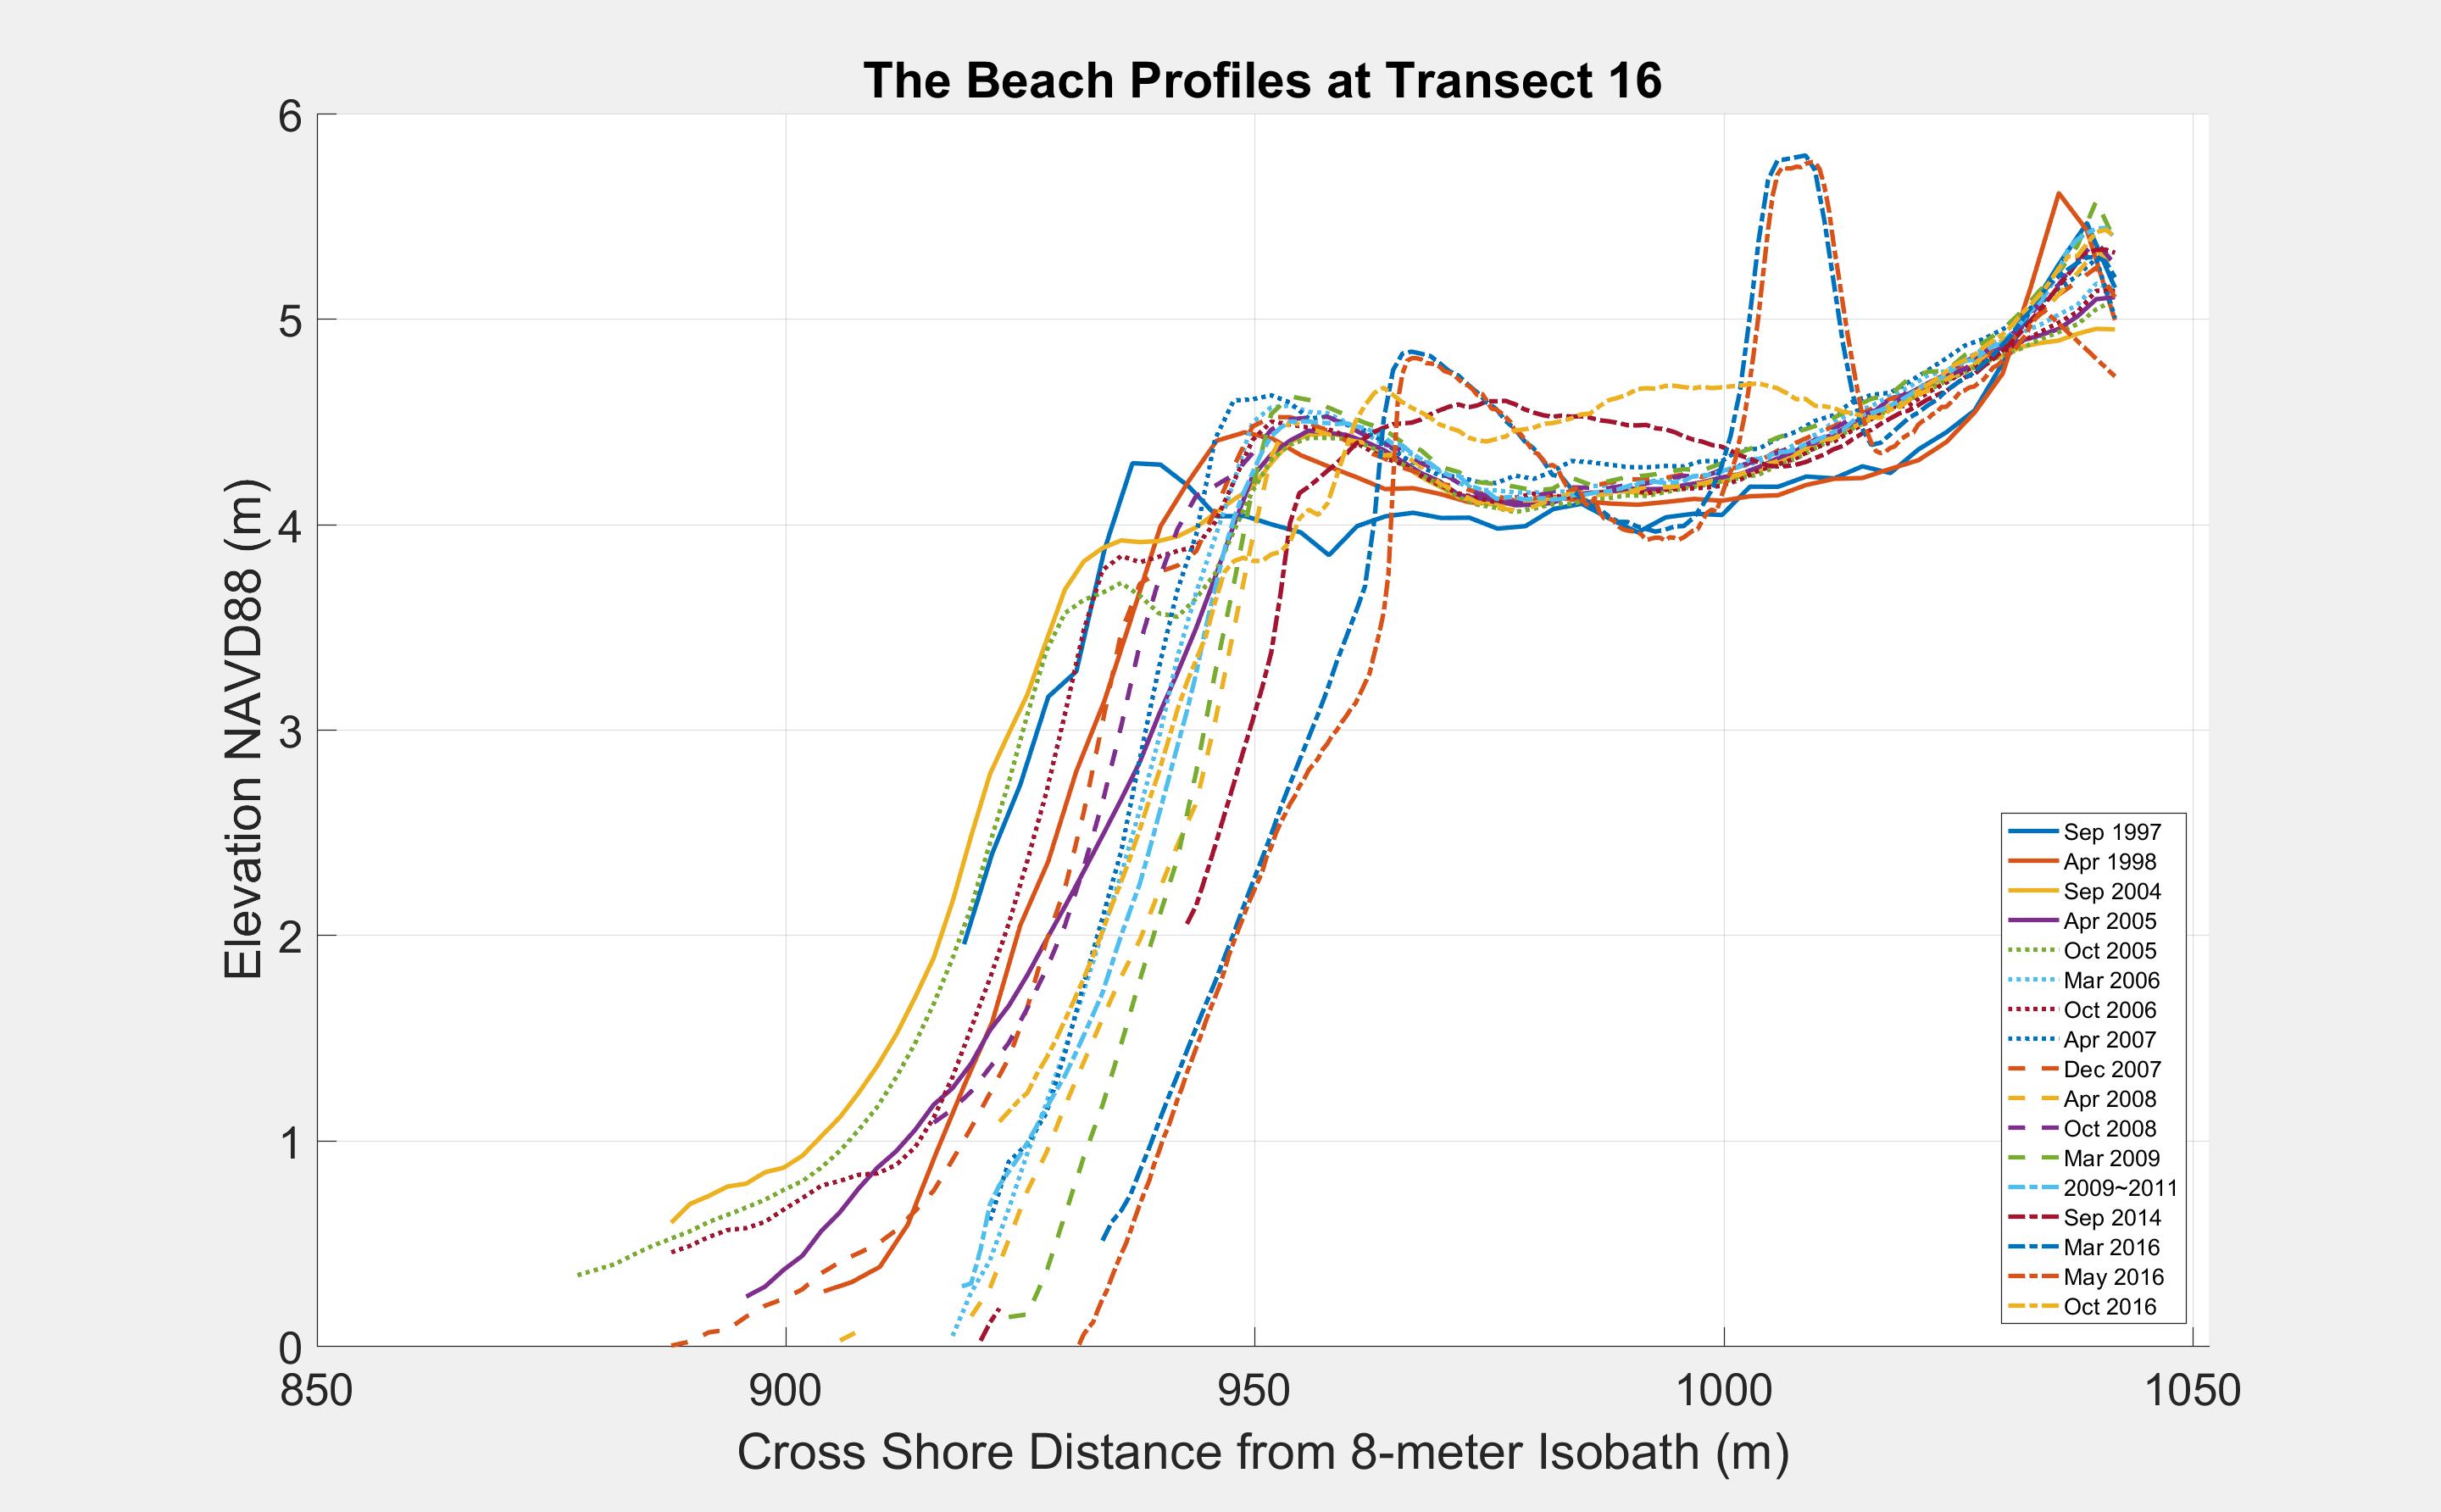 The Beach Profiles at Transect 16
6
5
4
3
2
1
0
Elevation NAVD88 (m)
850 900 950 1000 1050
Cross Shore Distance from 8-meter Isobath (m)
Sep 1997
Apr 1998
Sep 2004
Apr 2005
Oct 2005
Mar 2006
Oct 2006
Apr 2007
Dec 2007
Apr 2008
Oct 2008
Mar 2009
2009~2011
Sep 2014
Mar 2016
May 2016
Oct 2016